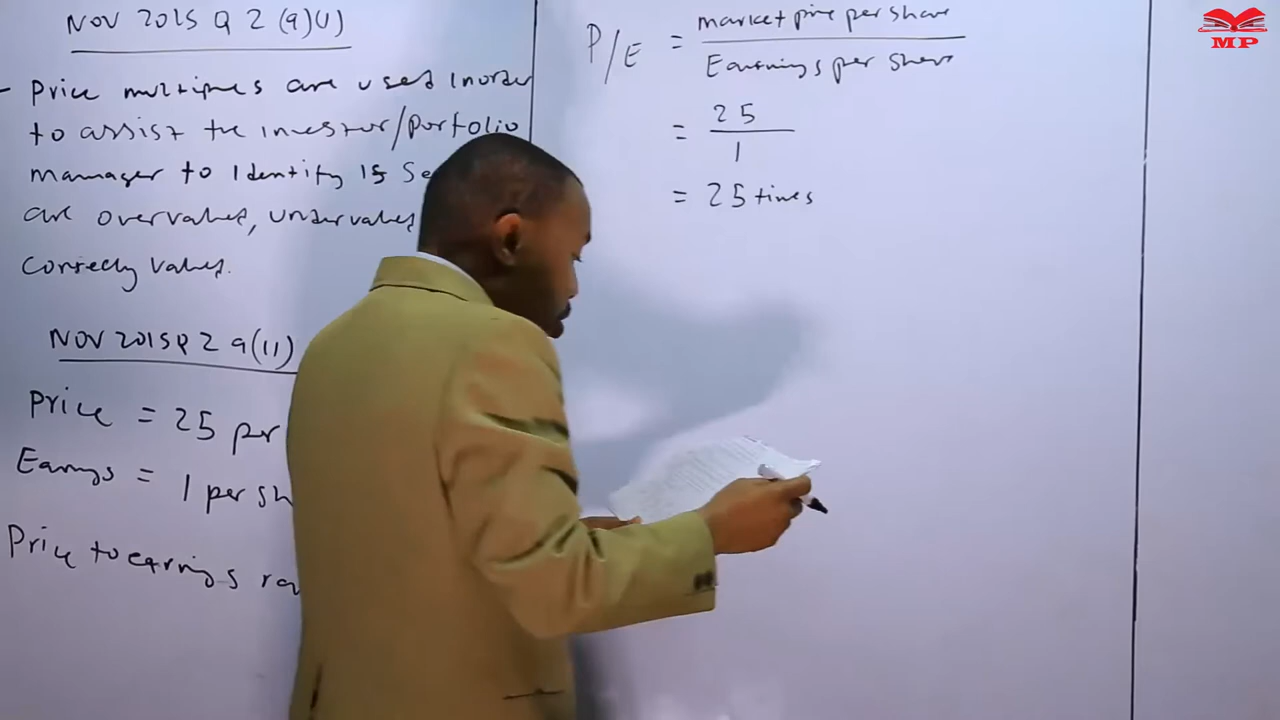 NOV 2015 Q 2 (a)(i)
- Price multiples are used inorder
to assist the investor/portfolio
manager to identify is Se
are overvalued, undervalued
correctly valued.
NOV 2015 Q 2 a(ii)
Price = 25 per
Earnings = 1 per sh
Price to earnings ra
P/E = market price per share
Earnings per share
= 25
1
= 25 times
MP